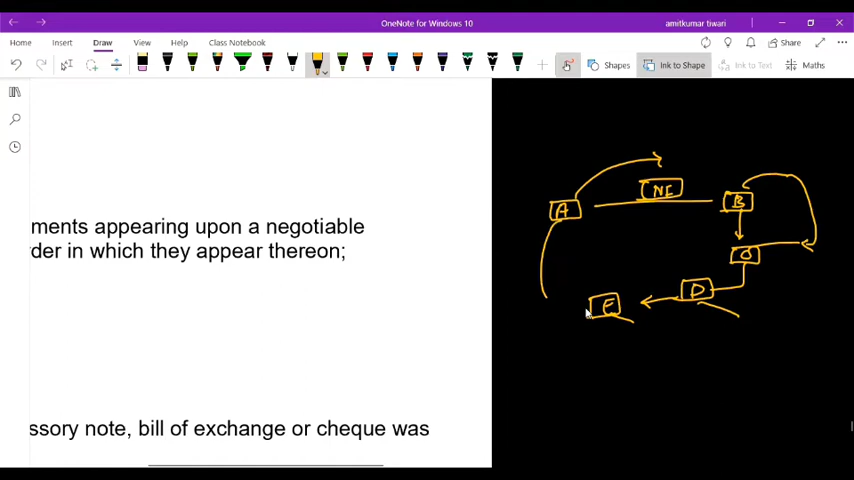 OneNote for Windows 10
amitkumar tiwari
Home Insert Draw View Help Class Notebook
Share
Shapes
Ink to Shape
Ink to Text
Maths
ments appearing upon a negotiable
rder in which they appear thereon;
ssory note, bill of exchange or cheque was
NI
A
B
C
D
E